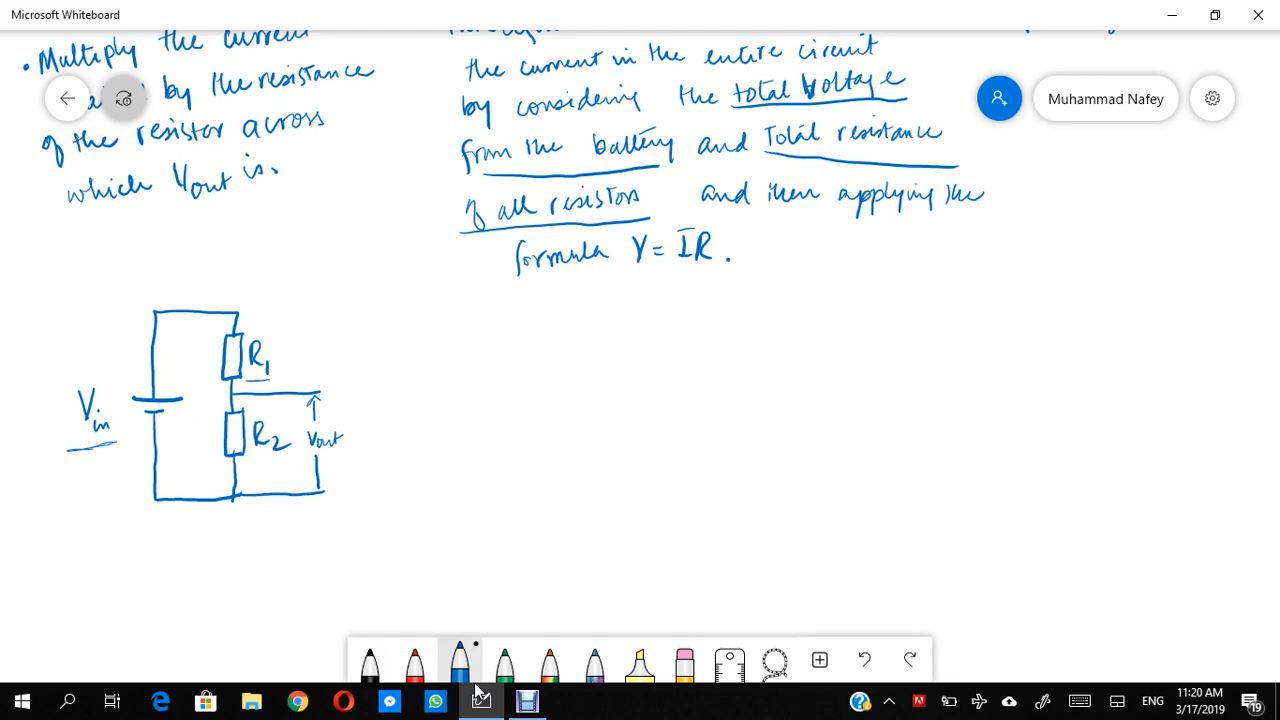 Microsoft Whiteboard
• Multiply the current
by the resistance
of the resistor across
which Vout is.
the current in the entire circuit
by considering the total voltage
from the battery and Total resistance
of all resistors and then applying the
formula V = IR.
Muhammad Nafey
R1
Vin
R2
Vout
ENG
11:20 AM
3/17/2019
19